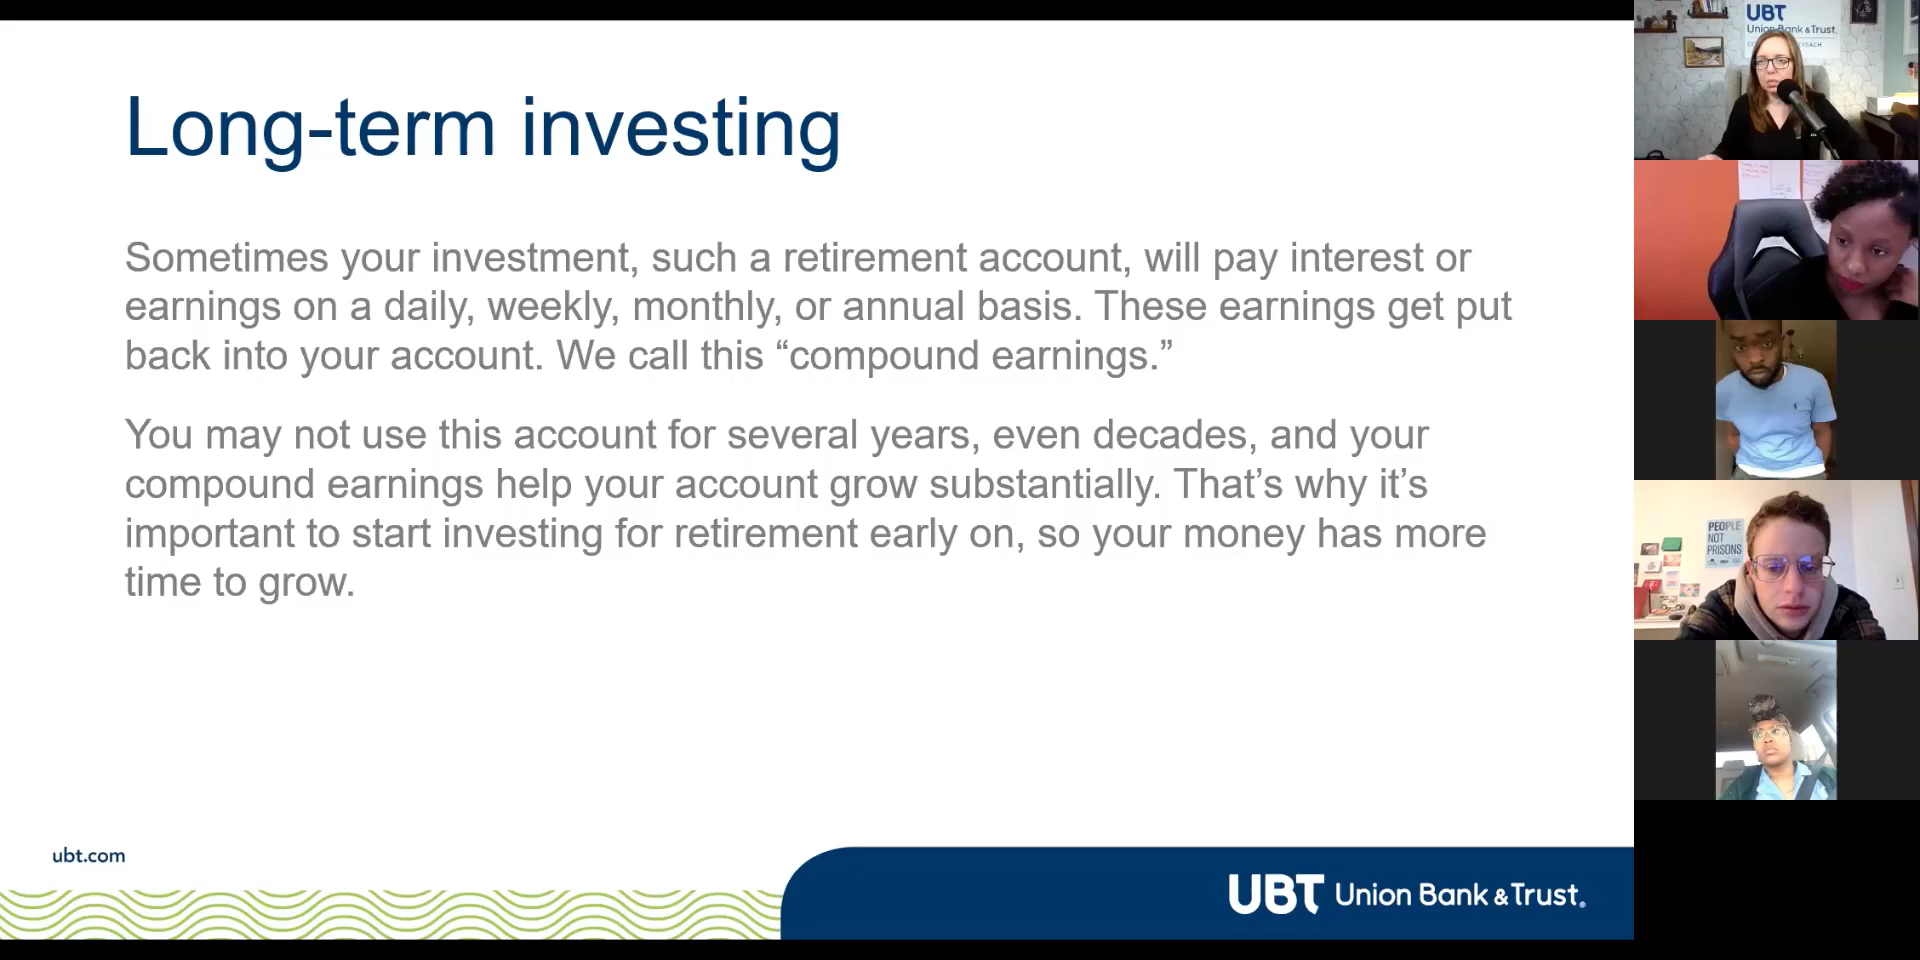 Long-term investing
Sometimes your investment, such a retirement account, will pay interest or
earnings on a daily, weekly, monthly, or annual basis. These earnings get put
back into your account. We call this “compound earnings.”
You may not use this account for several years, even decades, and your
compound earnings help your account grow substantially. That’s why it’s
important to start investing for retirement early on, so your money has more
time to grow.
ubt.com
UBT Union Bank & Trust®
UBT
Union Bank & Trust.
PEOPLE
NOT
PRISONS